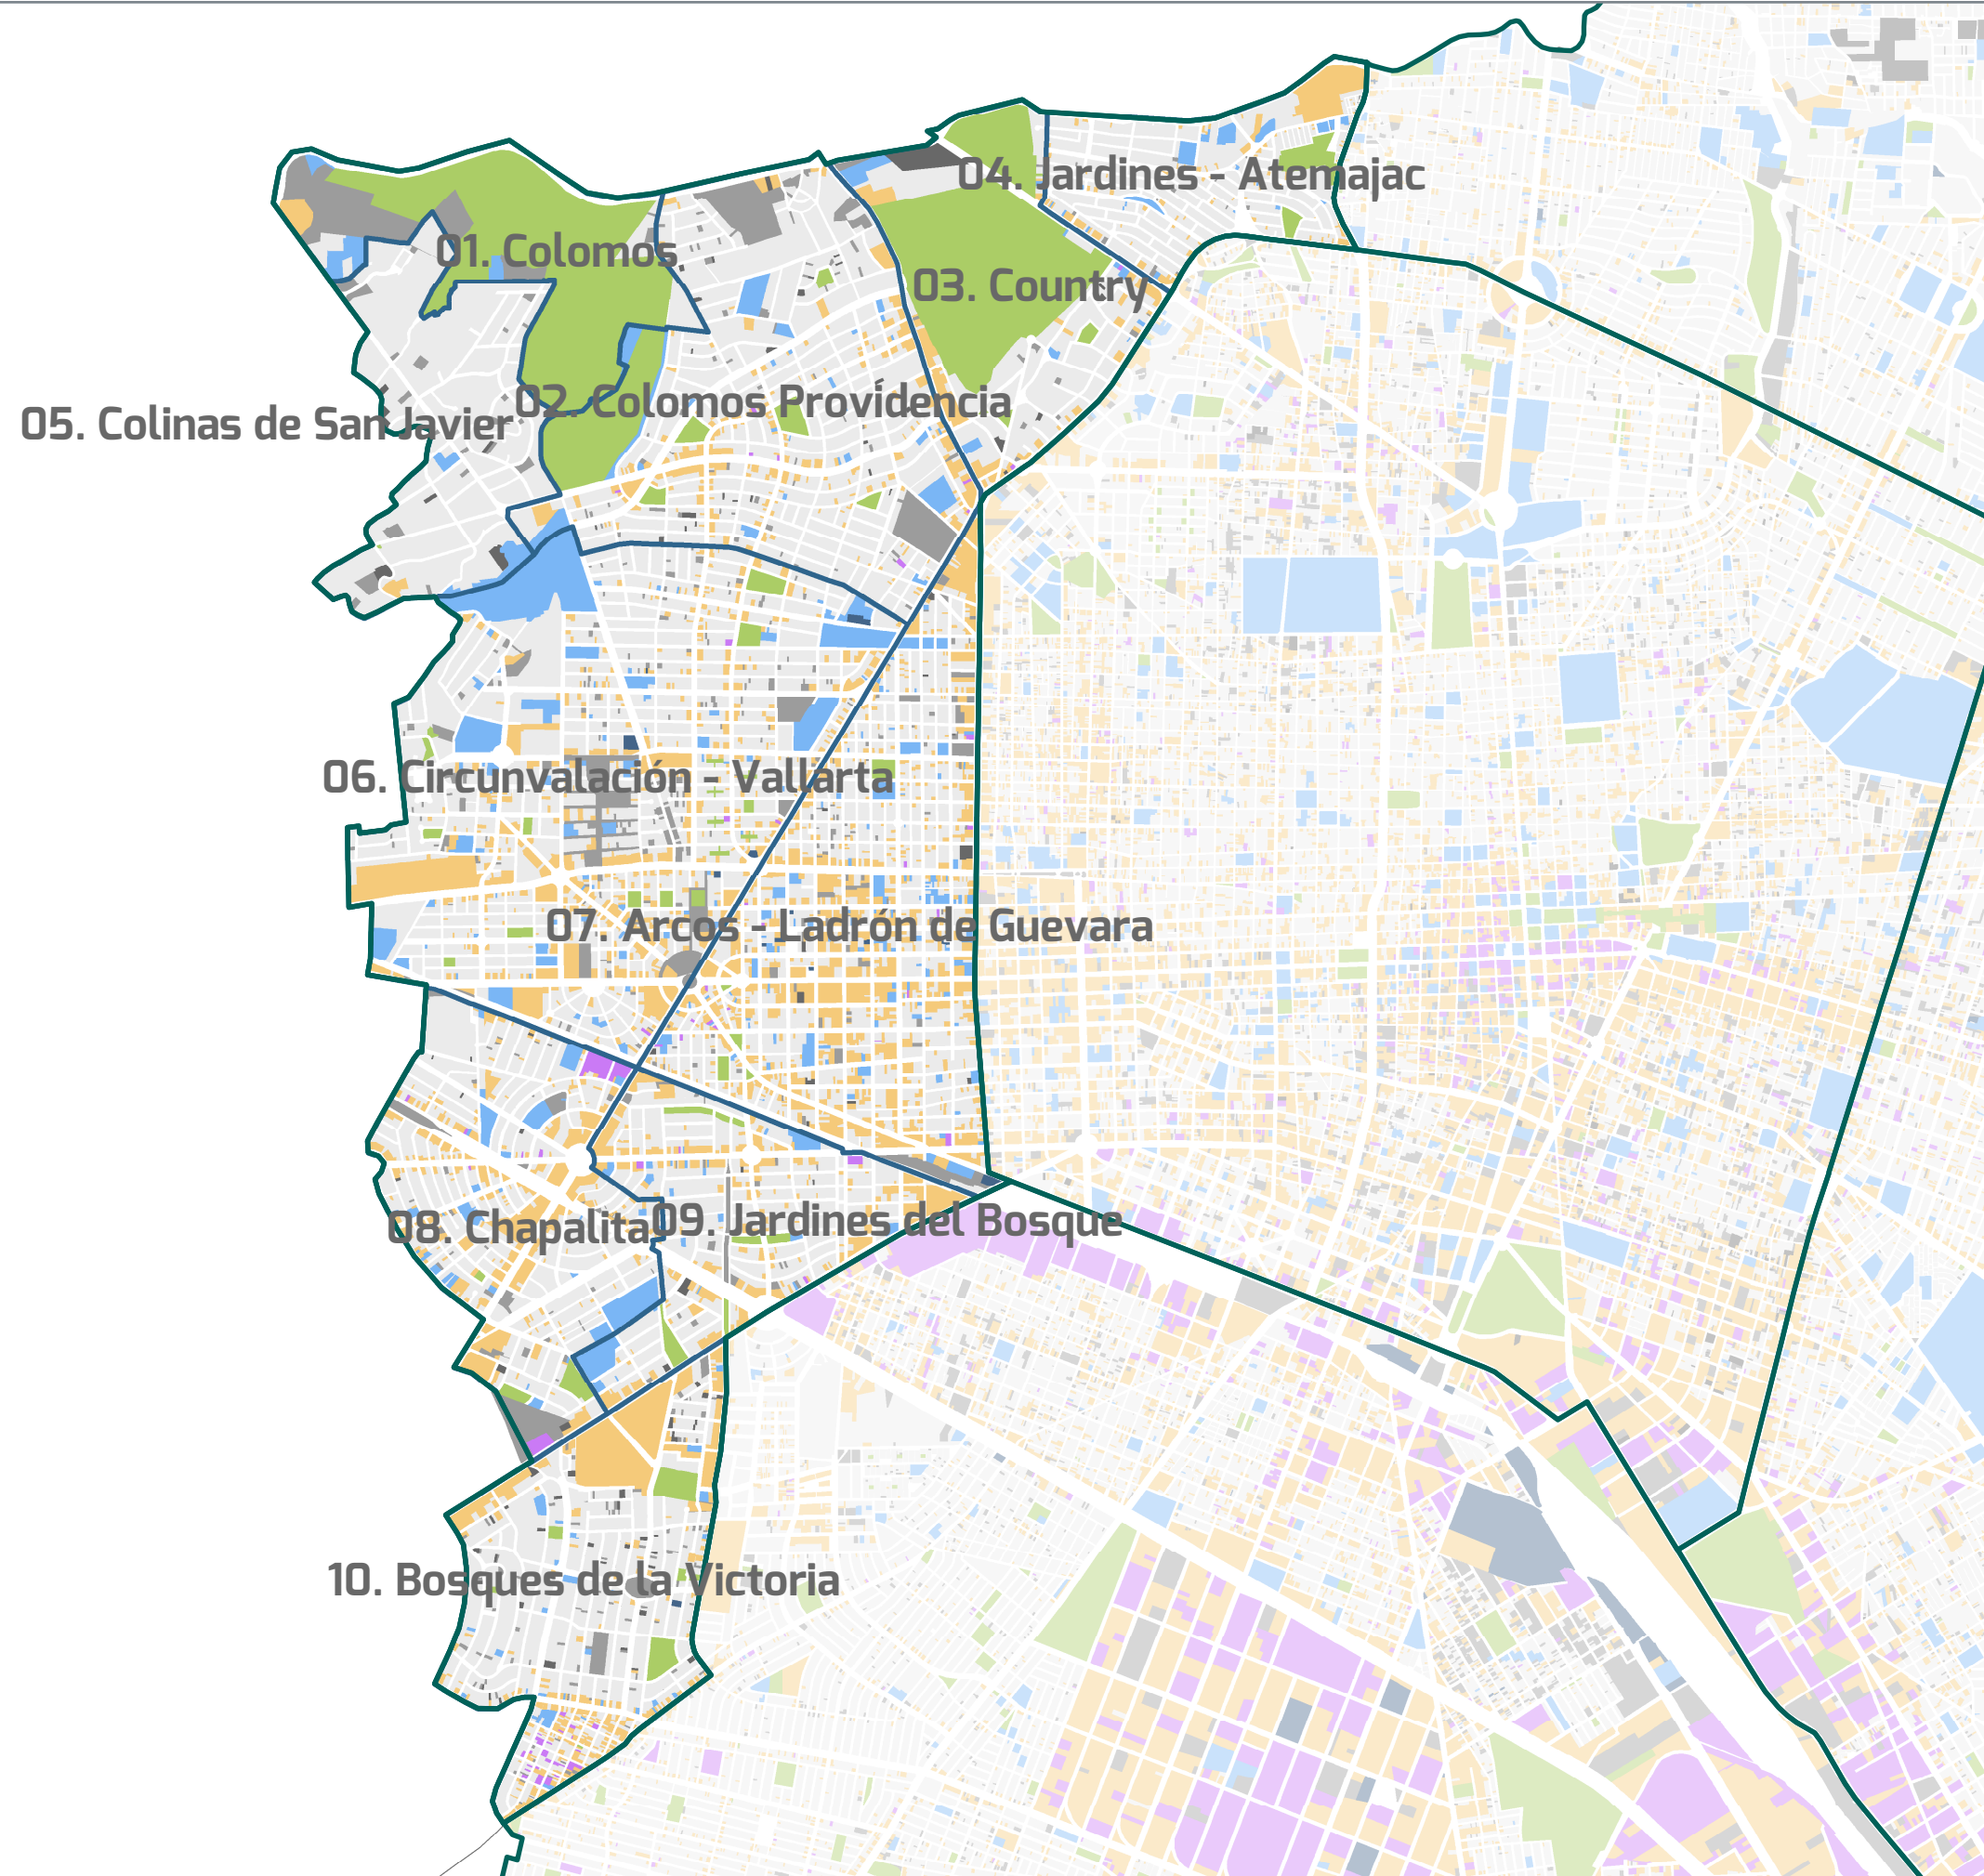 04. Jardines - Atemajac
01. Colomos
03. Country
02. Colomos Providencia
05. Colinas de San Javier
06. Circunvalación - Vallarta
07. Arcos - Ladrón de Guevara
08. Chapalita
09. Jardines del Bosque
10. Bosques de la Victoria